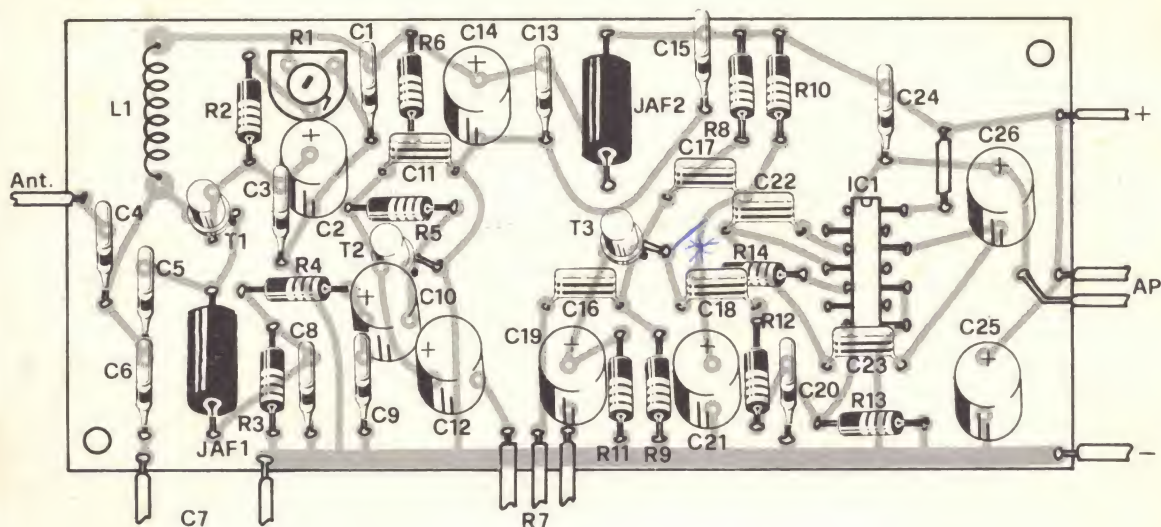 C14 C13 C15
R1 C1 R6
L1 R2 JAF2 R8 R10 C24
C3 C11 C17 C26 +
Ant. C22 IC1
C4 T1 C2 R5 T3
C5 T2 R14
R4 C10 C16 C18 AP
C19 R12 C25
C6 C8 C23
R3 C9 C12 C20 R13
JAF1 R11 R9 C21 -
C7 R7